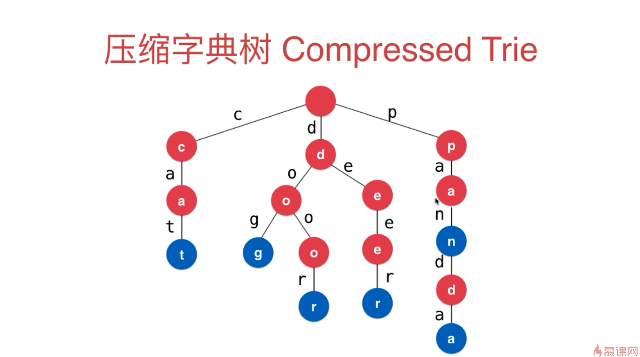 压缩字典树 Compressed Trie
c d p
c d p
a o e a
a o e a
t g o e n
t g o e n
r r d
r r d
a
a
慕课网